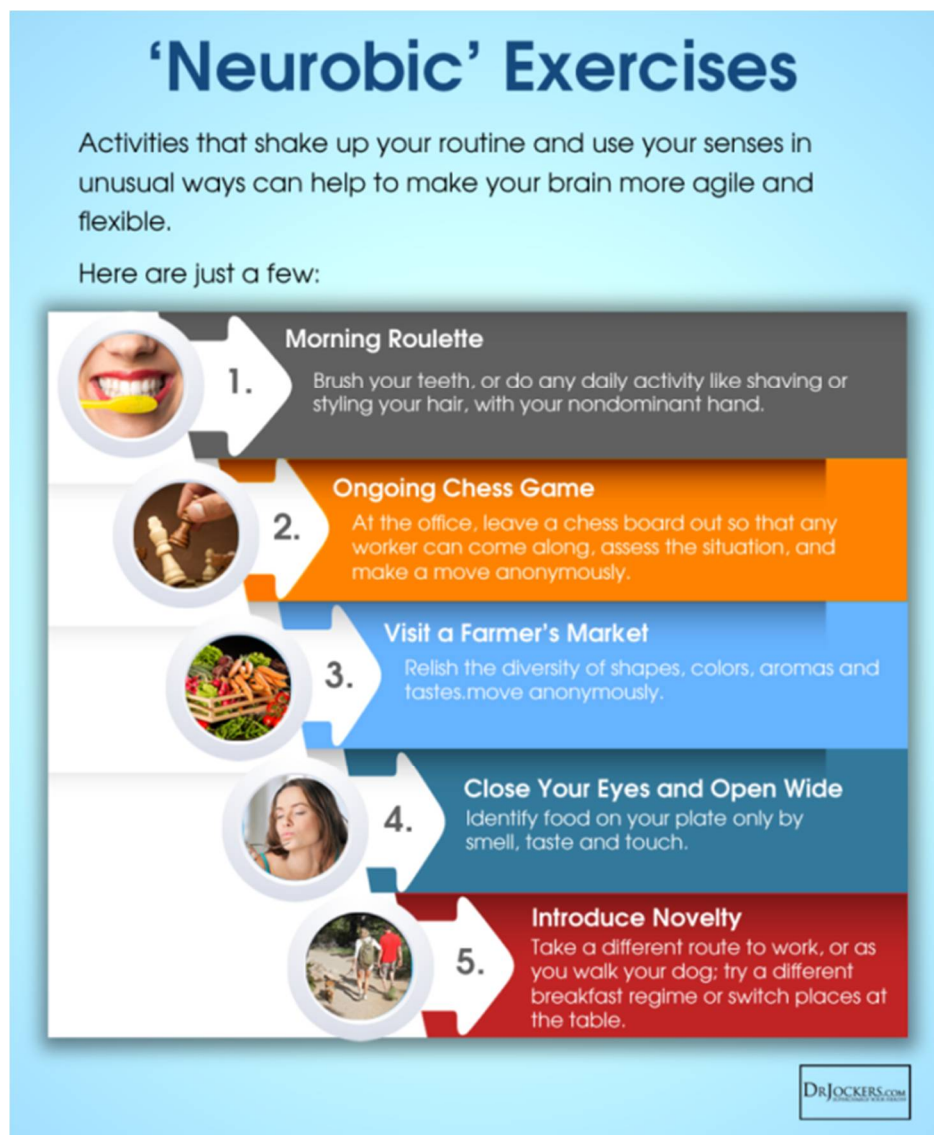 ‘Neurobic’ Exercises
Activities that shake up your routine and use your senses in
unusual ways can help to make your brain more agile and
flexible.
Here are just a few:
1.
Morning Roulette
Brush your teeth, or do any daily activity like shaving or
styling your hair, with your nondominant hand.
2.
Ongoing Chess Game
At the office, leave a chess board out so that any
worker can come along, assess the situation, and
make a move anonymously.
3.
Visit a Farmer’s Market
Relish the diversity of shapes, colors, aromas and
tastes.move anonymously.
4.
Close Your Eyes and Open Wide
Identify food on your plate only by
smell, taste and touch.
5.
Introduce Novelty
Take a different route to work, or as
you walk your dog; try a different
breakfast regime or switch places at
the table.
DRJOCKERS.COM